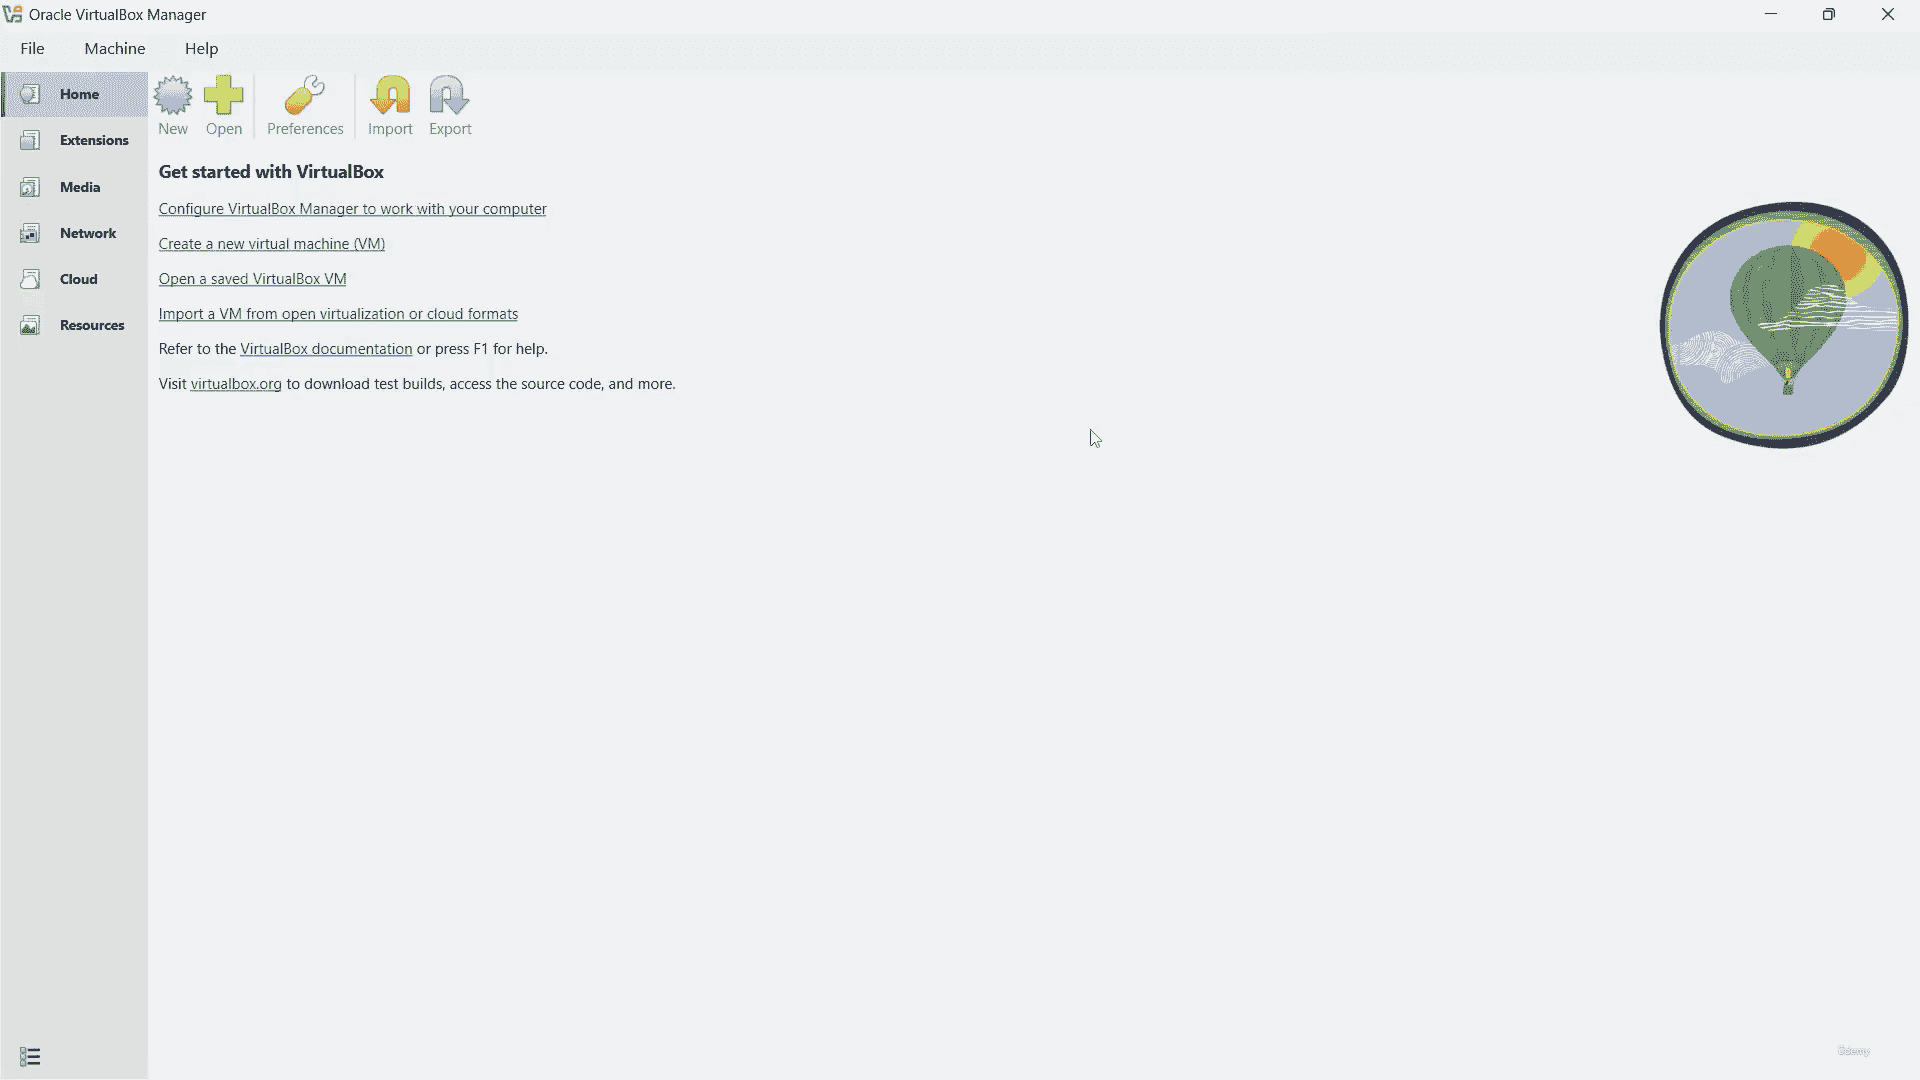 Oracle VirtualBox Manager
File Machine Help
Home
Extensions
Media
Network
Cloud
Resources
New Open Preferences Import Export
Get started with VirtualBox
Configure VirtualBox Manager to work with your computer
Create a new virtual machine (VM)
Open a saved VirtualBox VM
Import a VM from open virtualization or cloud formats
Refer to the VirtualBox documentation or press F1 for help.
Visit virtualbox.org to download test builds, access the source code, and more.
Udemy